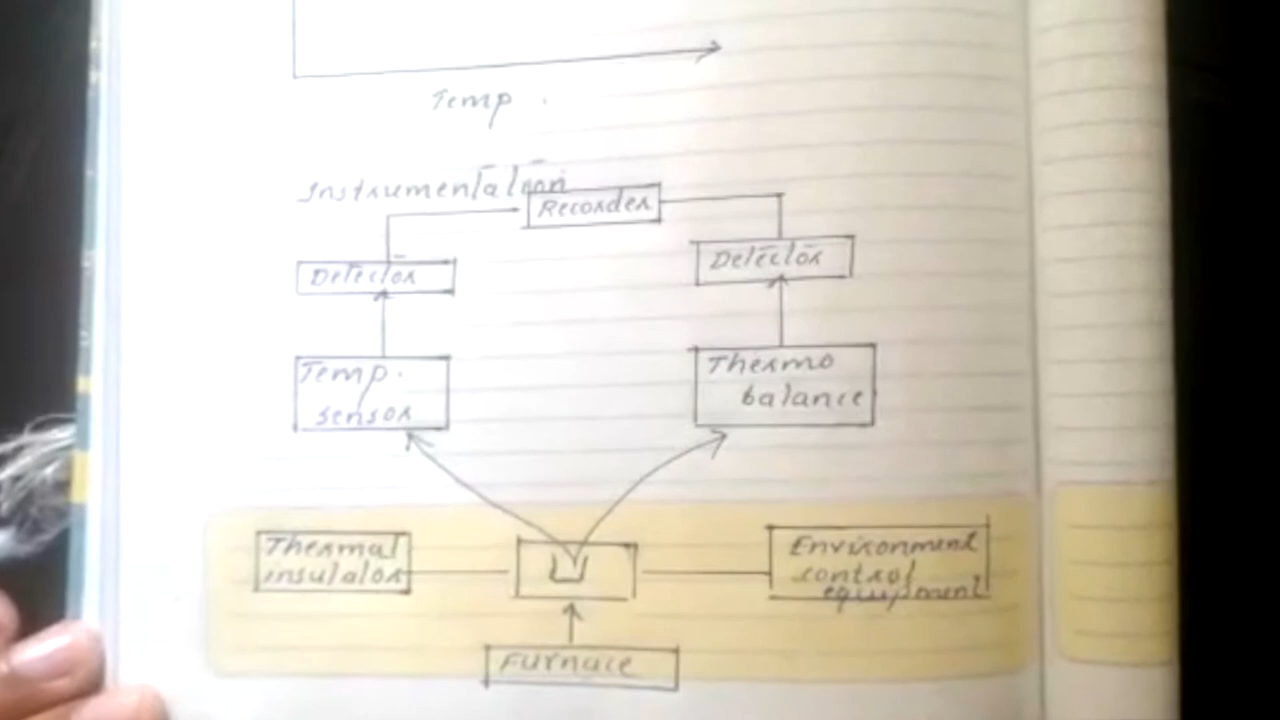 Temp.
Instrumentation
Recorder
Detector
Detector
Temp.
sensor
Thermo
balance
Thermal
insulator
Environment
control
equipment
Furnace